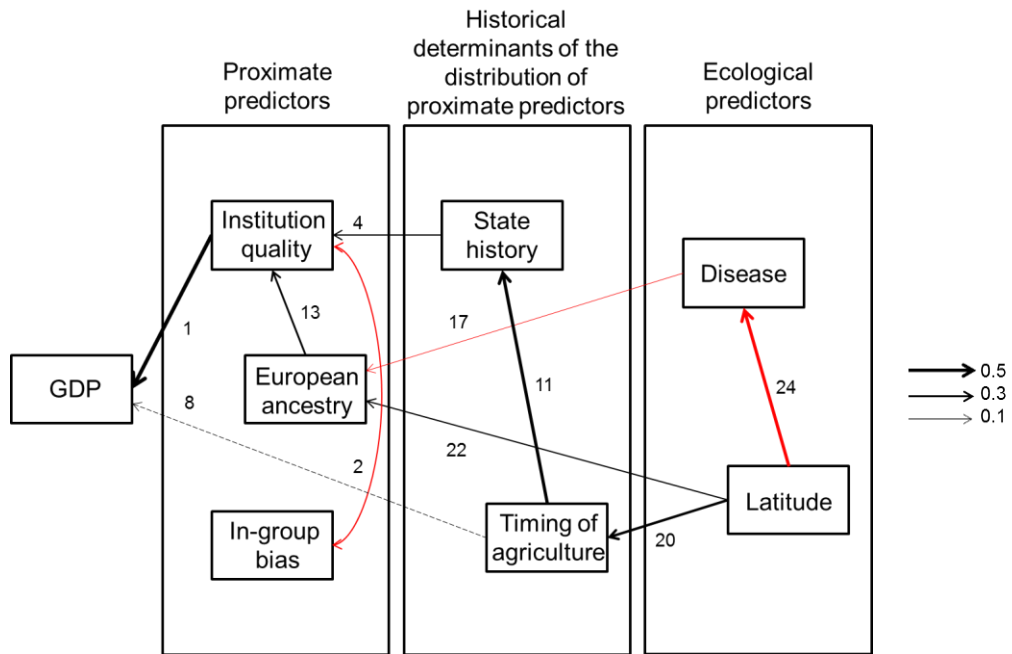 Historical
determinants of the
distribution of
proximate predictors
Proximate
predictors
Ecological
predictors
Institution
quality
4
State
history
Disease
13
17
1
GDP
European
ancestry
11
24
0.5
0.3
0.1
8
22
2
Latitude
In-group
bias
Timing of
agriculture
20